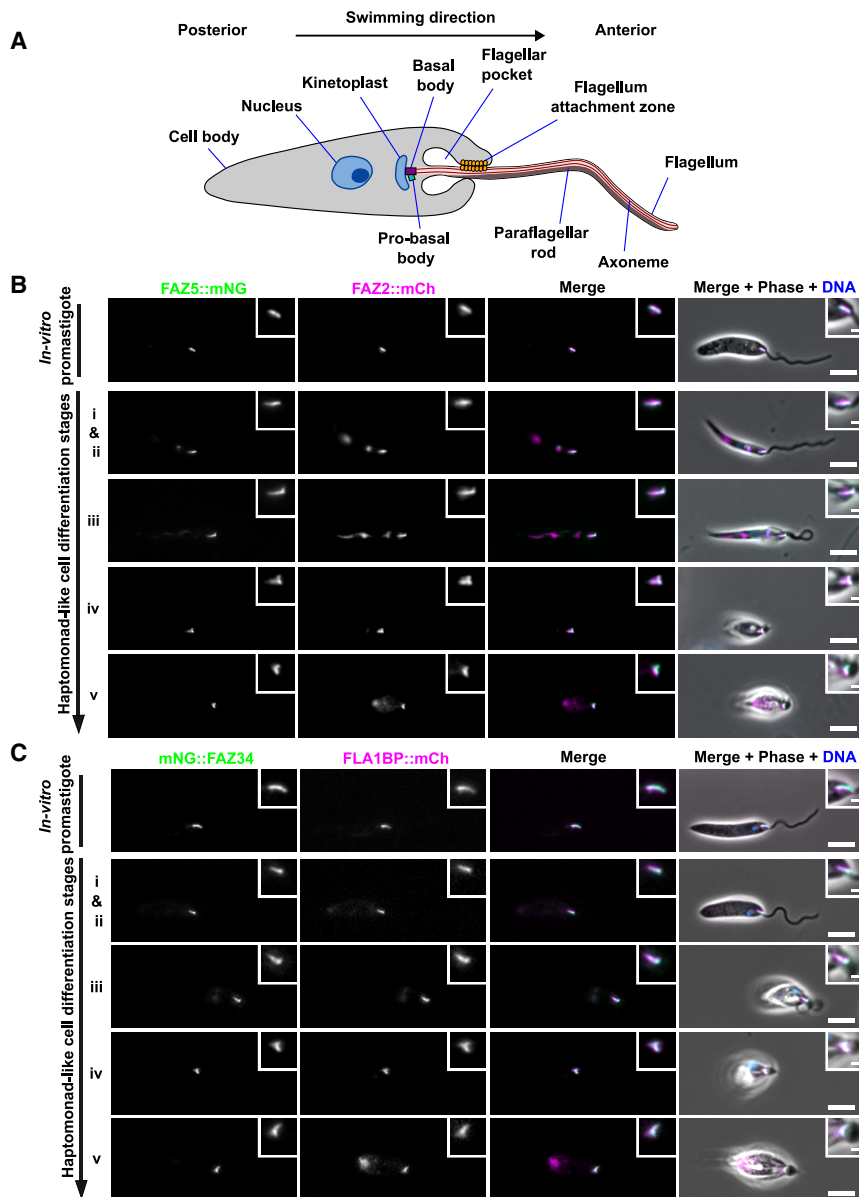 A
Posterior
Swimming direction
Anterior
Cell body
Nucleus
Kinetoplast
Basal
body
Flagellar
pocket
Flagellum
attachment zone
Flagellum
Pro-basal
body
Paraflagellar
rod
Axoneme
B
FAZ5::mNG
FAZ2::mCh
Merge
Merge + Phase + DNA
In-vitro
promastigote
Haptomonad-like cell differentiation stages
i
&
ii
iii
iv
v
C
mNG::FAZ34
FLA1BP::mCh
Merge
Merge + Phase + DNA
In-vitro
promastigote
Haptomonad-like cell differentiation stages
i
&
ii
iii
iv
v